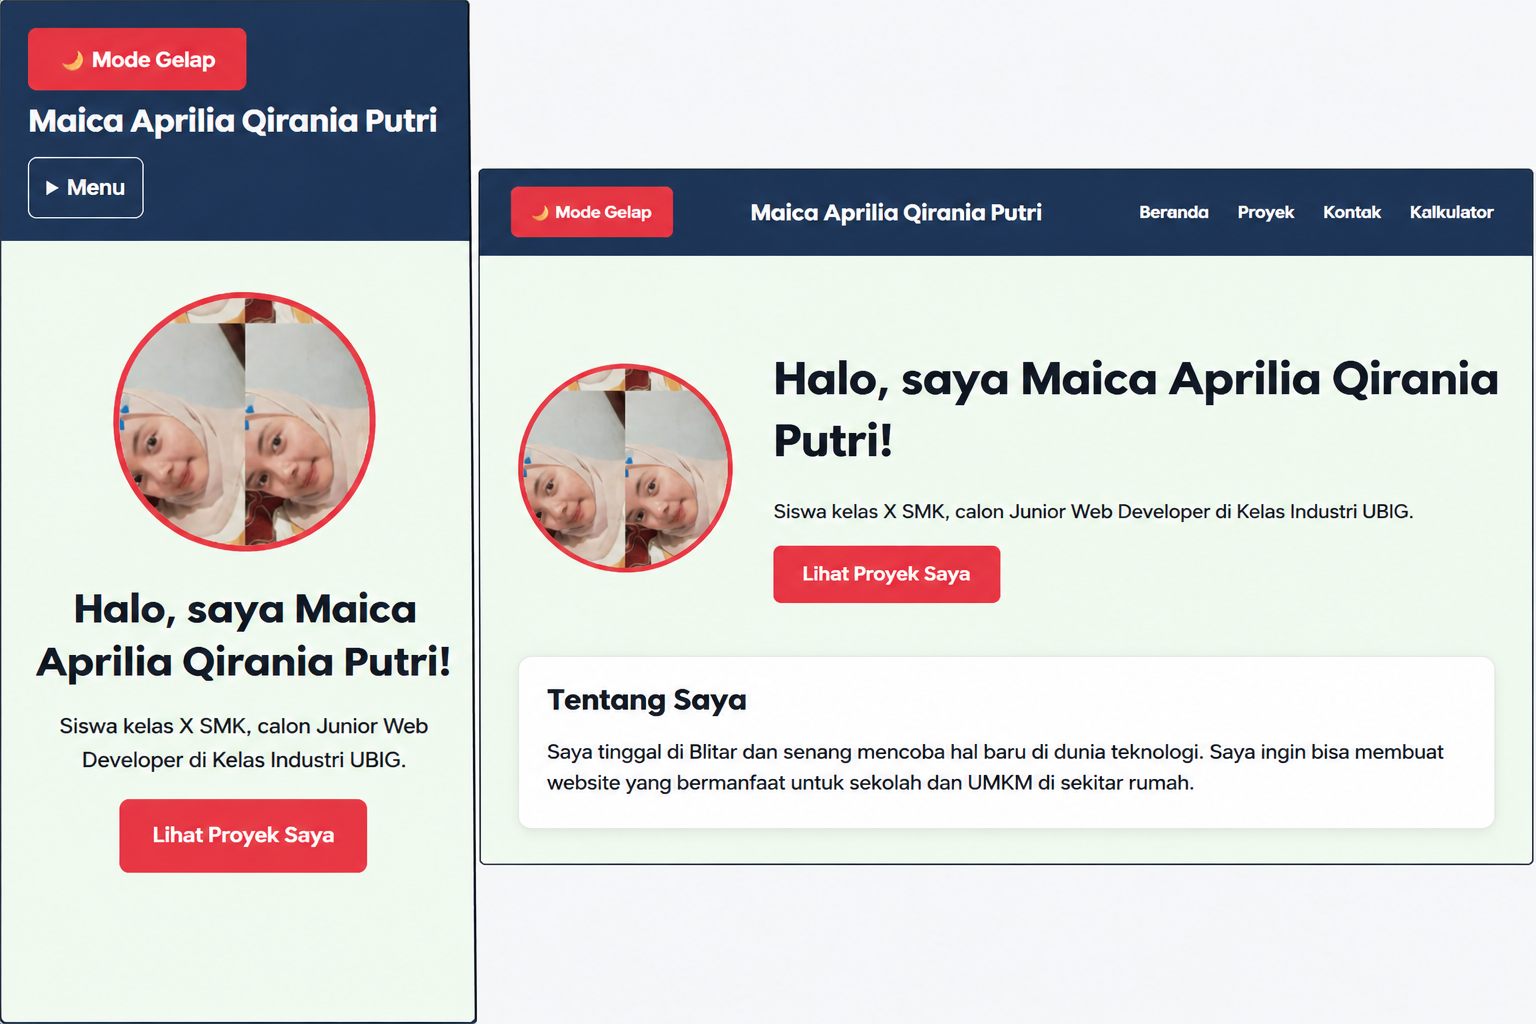 🌙 Mode Gelap
Maica Aprilia Qirania Putri
▶ Menu
Halo, saya Maica
Aprilia Qirania Putri!
Siswa kelas X SMK, calon Junior Web
Developer di Kelas Industri UBIG.
Lihat Proyek Saya
🌙 Mode Gelap
Maica Aprilia Qirania Putri
Beranda Proyek Kontak Kalkulator
Halo, saya Maica Aprilia Qirania
Putri!
Siswa kelas X SMK, calon Junior Web Developer di Kelas Industri UBIG.
Lihat Proyek Saya
Tentang Saya
Saya tinggal di Blitar dan senang mencoba hal baru di dunia teknologi. Saya ingin bisa membuat
website yang bermanfaat untuk sekolah dan UMKM di sekitar rumah.